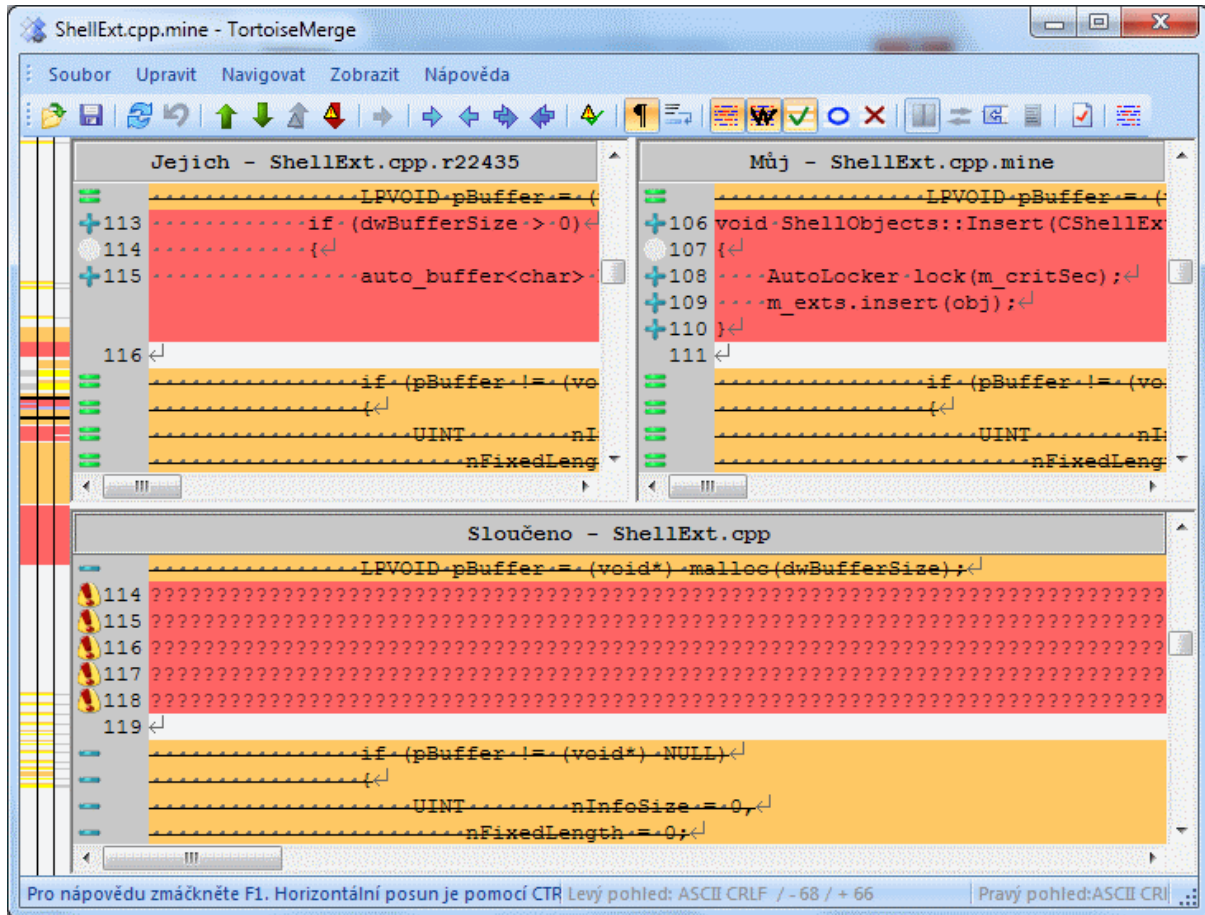 ShellExt.cpp.mine - TortoiseMerge
Soubor Upravit Navigovat Zobrazit Nápověda
Jejich - ShellExt.cpp.r22435
LPVOID·pBuffer·=·(
113 ············if·(dwBufferSize·>·0)↵
114 ············{↵
115 ················auto_buffer<char>·
116 ↵
if·(pBuffer·!=·(vo
{↵
UINT········nI
nFixedLeng
Můj - ShellExt.cpp.mine
LPVOID·pBuffer·=·(
106 void·ShellObjects::Insert(CShellEx
107 {↵
108 ····AutoLocker·lock(m_critSec);↵
109 ····m_exts.insert(obj);↵
110 }↵
111 ↵
if·(pBuffer·!=·(vo
{↵
UINT········nI
nFixedLeng
Sloučeno - ShellExt.cpp
LPVOID·pBuffer·=·(void*)·malloc(dwBufferSize);↵
114 ?????????????????????????????????????????????????????????????????????????????
115 ?????????????????????????????????????????????????????????????????????????????
116 ?????????????????????????????????????????????????????????????????????????????
117 ?????????????????????????????????????????????????????????????????????????????
118 ?????????????????????????????????????????????????????????????????????????????
119 ↵
if·(pBuffer·!=·(void*)·NULL)↵
{↵
UINT········nInfoSize·=·0,↵
nFixedLength·=·0;↵
Pro nápovědu zmáčkněte F1. Horizontální posun je pomocí CTR Levý pohled: ASCII CRLF / - 68 / + 66 Pravý pohled:ASCII CRI